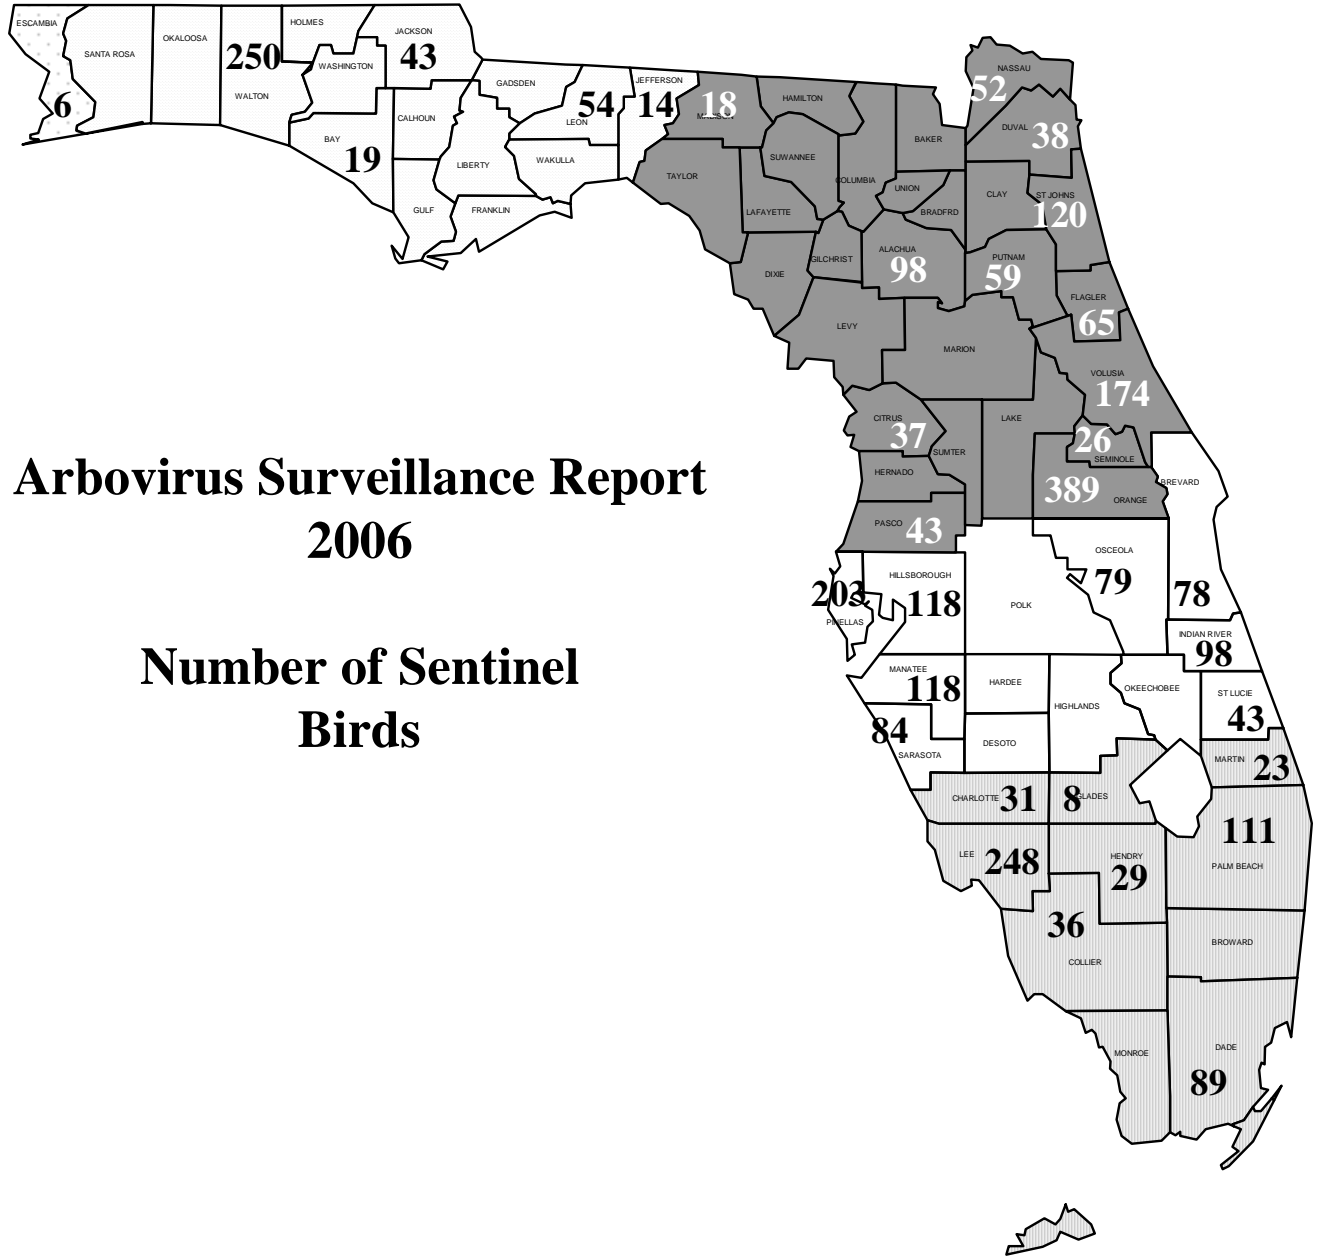 ESCAMBIA
6
SANTA ROSA
OKALOOSA
250
WALTON
HOLMES
WASHINGTON
JACKSON
43
BAY
19
CALHOUN
GULF
GADSDEN
LIBERTY
FRANKLIN
54
LEON
WAKULLA
JEFFERSON
14
18
MADISON
TAYLOR
HAMILTON
SUWANNEE
LAFAYETTE
DIXIE
COLUMBIA
GILCHRIST
BAKER
UNION
BRADFRD
ALACHUA
98
LEVY
NASSAU
52
DUVAL
38
CLAY
ST JOHNS
120
PUTNAM
59
FLAGLER
65
MARION
VOLUSIA
174
CITRUS
37
SUMTER
LAKE
26
SEMINOLE
HERNADO
389
ORANGE
BREVARD
78
PASCO
43
Arbovirus Surveillance Report
2006
Number of Sentinel
Birds
203
PINELLAS
HILLSBOROUGH
118
POLK
OSCEOLA
79
INDIAN RIVER
98
MANATEE
118
HARDEE
HIGHLANDS
OKEECHOBEE
ST LUCIE
43
84
SARASOTA
DESOTO
MARTIN
23
CHARLOTTE 31
8 GLADES
111
PALM BEACH
LEE 248
HENDRY
29
36
COLLIER
BROWARD
MONROE
DADE
89